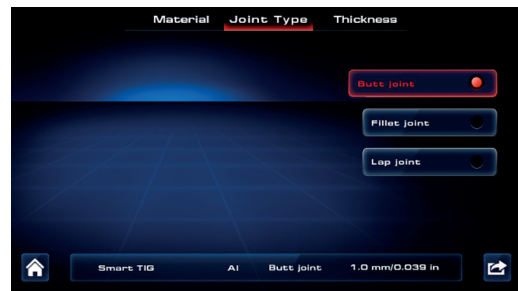 Material Joint Type Thickness
Butt joint
Fillet joint
Lap joint
Smart TIG Al Butt joint 1.0 mm/0.039 in